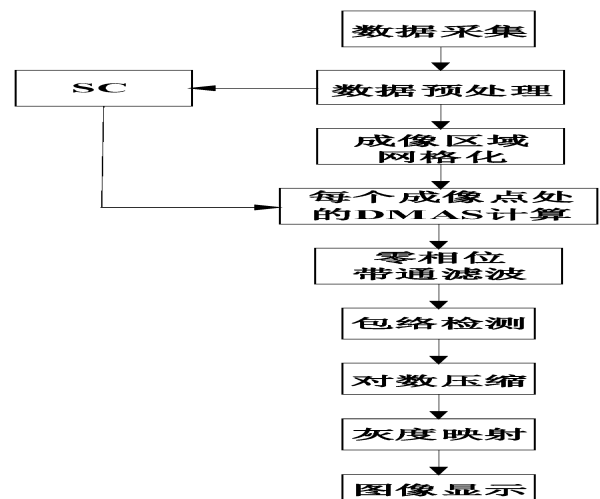 数据采集
SC
数据预处理
成像区域
网格化
每个成像点处
的DMAS计算
零相位
带通滤波
包络检测
对数压缩
灰度映射
图像显示